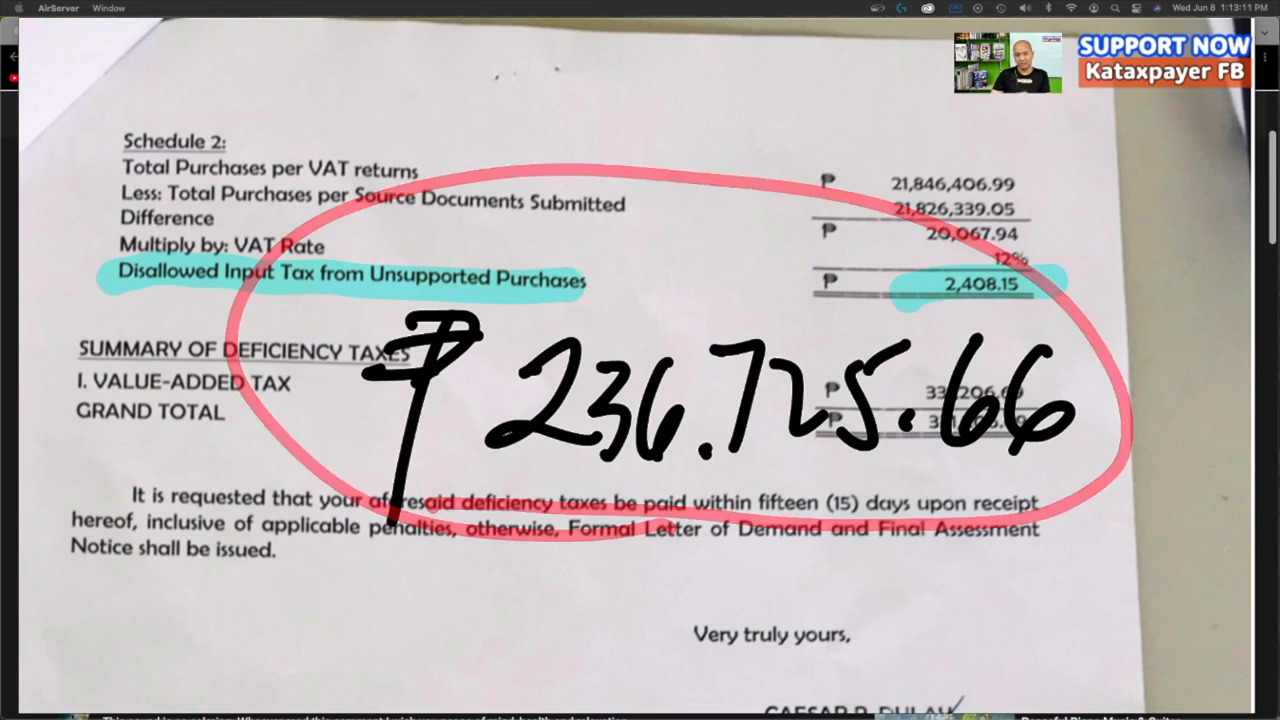 AirServer Window
Wed Jun 8 1:13:11 PM
SUPPORT NOW
Kataxpayer FB
Schedule 2:
Total Purchases per VAT returns ₱ 21,846,406.99
Less: Total Purchases per Source Documents Submitted 21,826,339.05
Difference ₱ 20,067.94
Multiply by: VAT Rate 12%
Disallowed Input Tax from Unsupported Purchases ₱ 2,408.15
₱ 236.725.66
SUMMARY OF DEFICIENCY TAXES
I. VALUE-ADDED TAX ₱
GRAND TOTAL ₱
It is requested that your aforesaid deficiency taxes be paid within fifteen (15) days upon receipt
hereof, inclusive of applicable penalties, otherwise, Formal Letter of Demand and Final Assessment
Notice shall be issued.
Very truly yours,